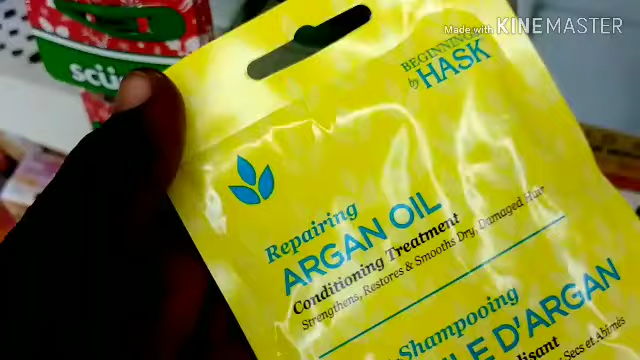 Made with KINEMASTER
scü
BEGINNINGS
by HASK
Repairing
ARGAN OIL
Conditioning Treatment
Strengthens, Restores & Smooths Dry, Damaged Hair
Shampooing
D'ARGAN
Secs et Abîmés